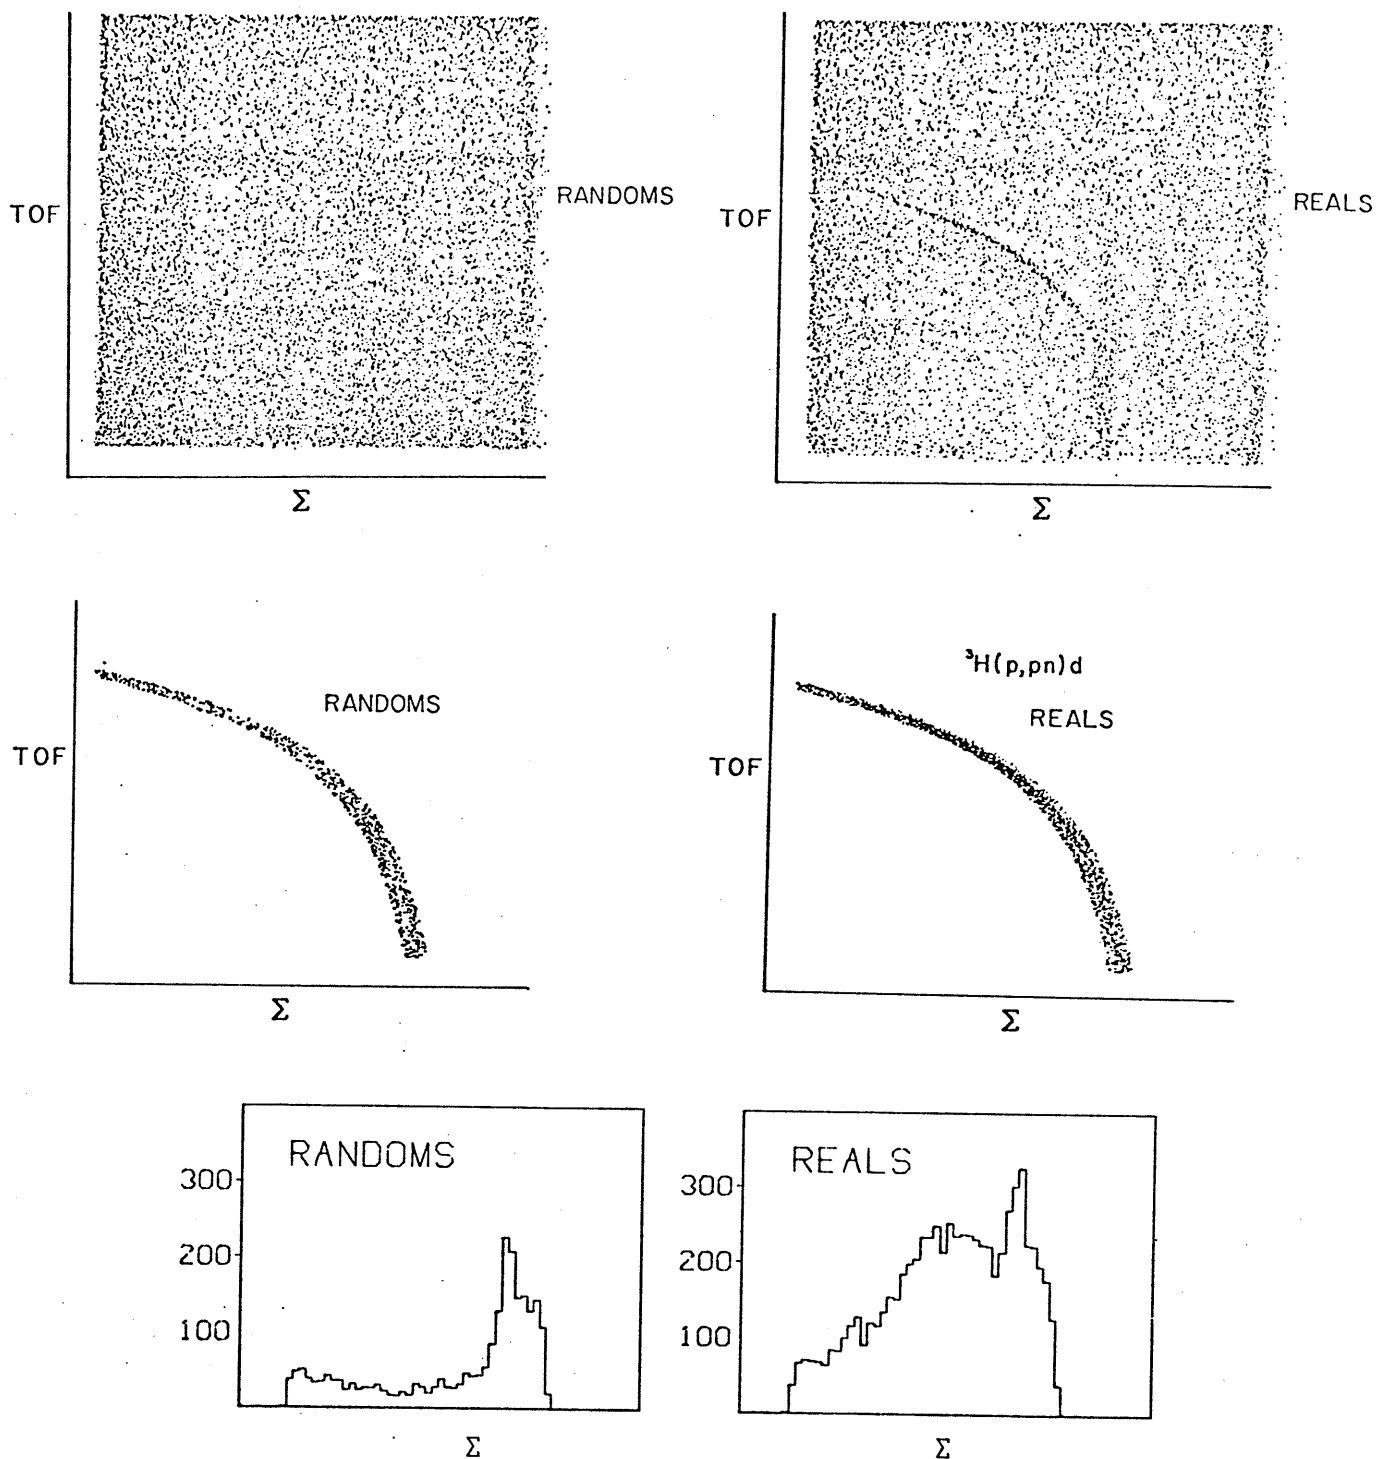 TOF
RANDOMS
Σ
TOF
REALS
Σ
TOF
RANDOMS
Σ
TOF
³H(p,pn)d
REALS
Σ
RANDOMS
300
200
100
Σ
REALS
300
200
100
Σ